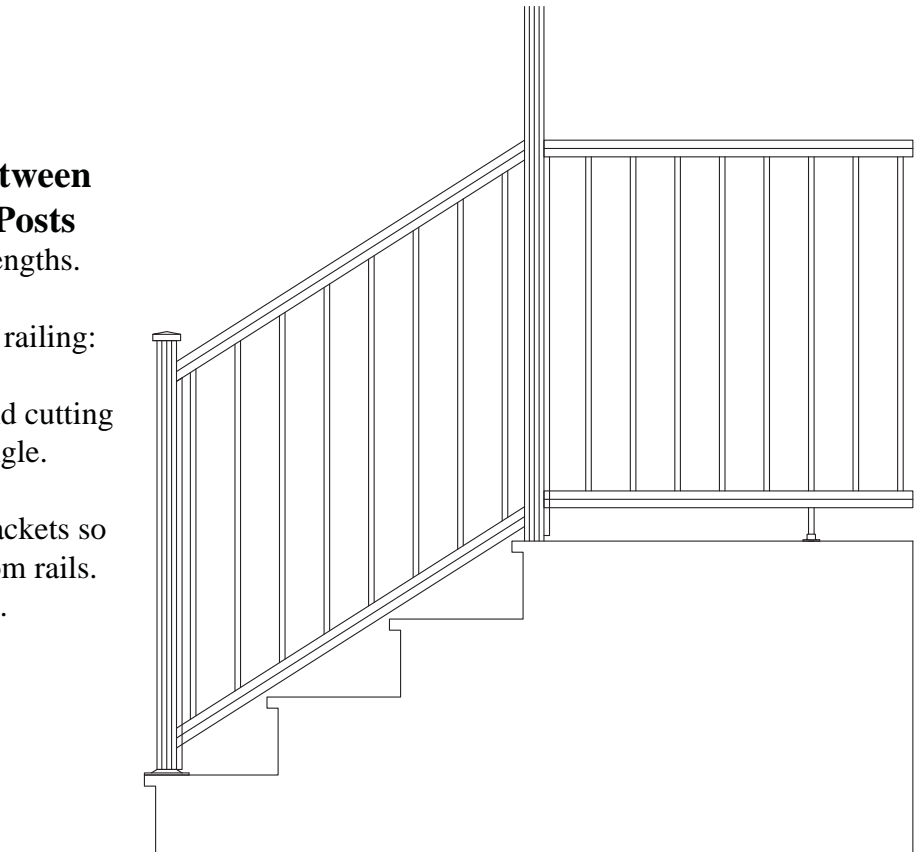 tween
Posts
engths.
railing:
d cutting
gle.
ackets so
om rails.
.